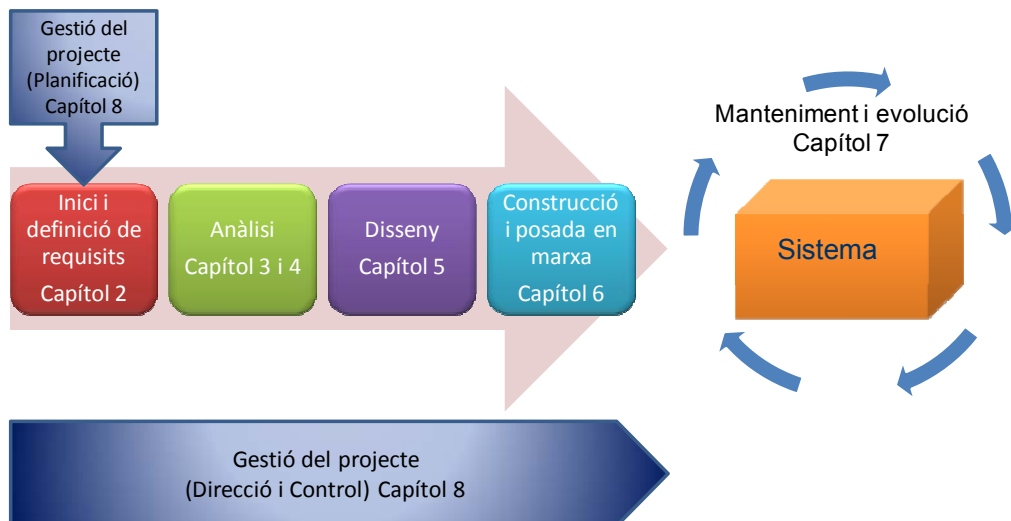 Gestió del
projecte
(Planificació)
Capítol 8
Inici i
definició de
requisits
Capítol 2
Anàlisi
Capítol 3 i 4
Disseny
Capítol 5
Construcció
i posada en
marxa
Capítol 6
Manteniment i evolució
Capítol 7
Sistema
Gestió del projecte
(Direcció i Control) Capítol 8